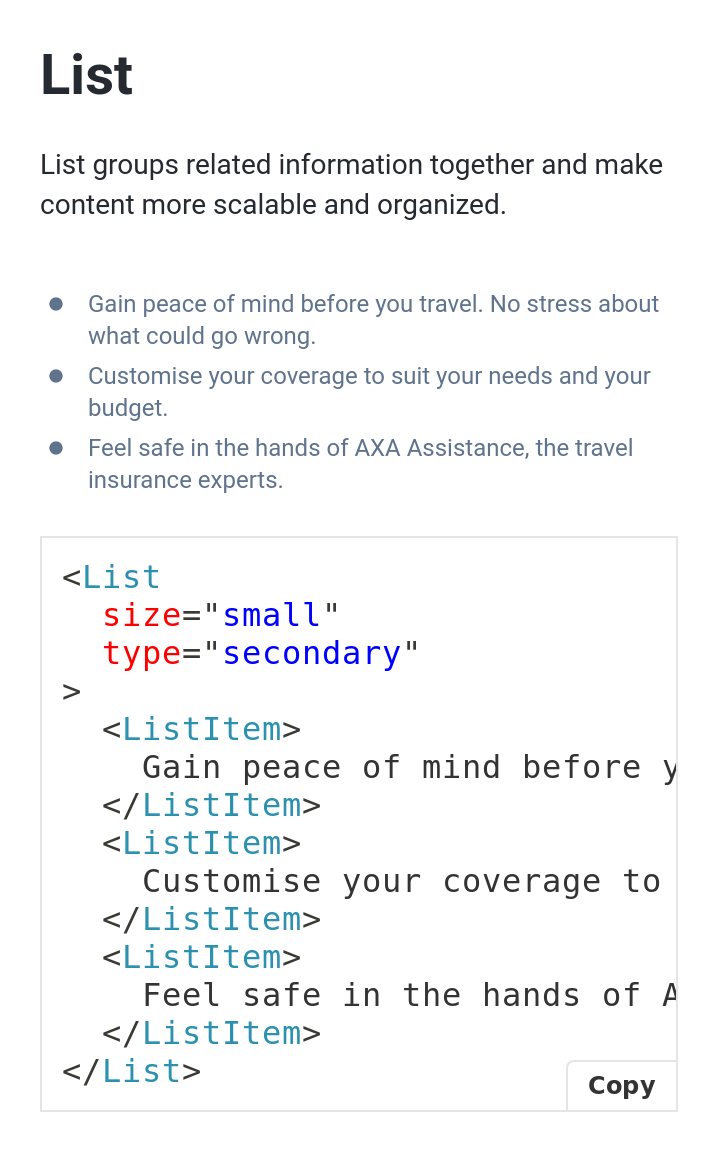 List
List groups related information together and make
content more scalable and organized.
Gain peace of mind before you travel. No stress about
what could go wrong.
Customise your coverage to suit your needs and your
budget.
Feel safe in the hands of AXA Assistance, the travel
insurance experts.
<List
  size="small"
  type="secondary"
>
  <ListItem>
    Gain peace of mind before y
  </ListItem>
  <ListItem>
    Customise your coverage to
  </ListItem>
  <ListItem>
    Feel safe in the hands of A
  </ListItem>
</List>
Copy